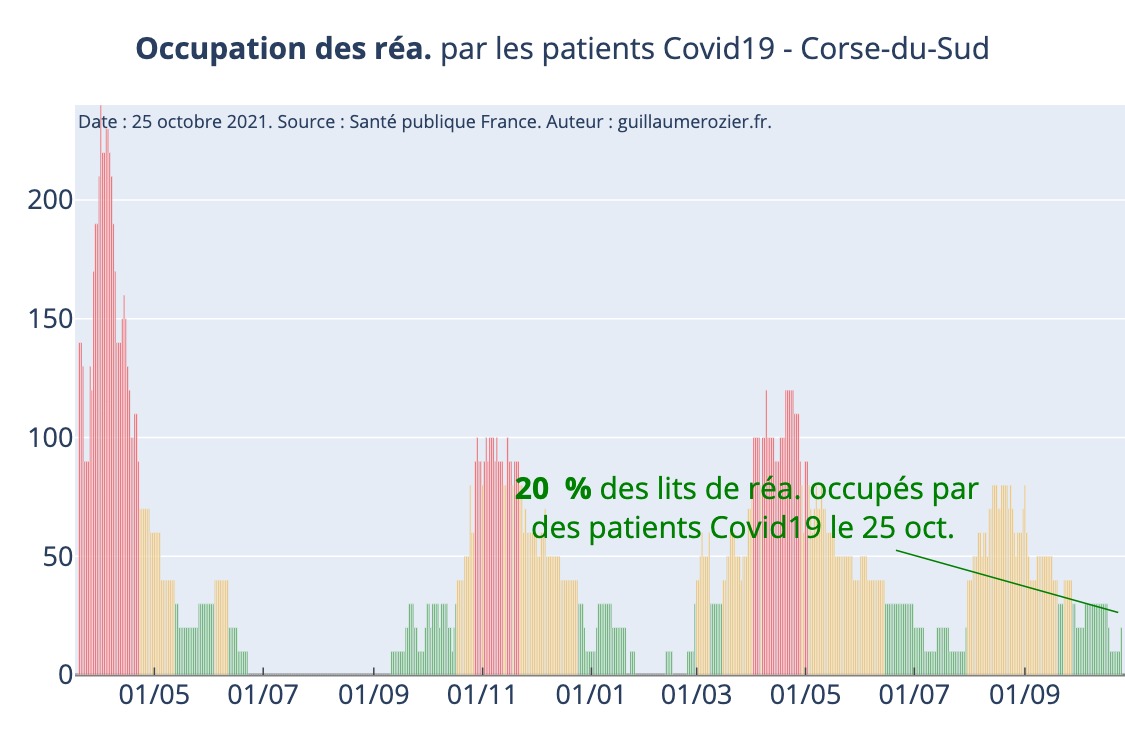 Occupation des réa. par les patients Covid19 - Corse-du-Sud
Date : 25 octobre 2021. Source : Santé publique France. Auteur : guillaumerozier.fr.
200
150
100
20  % des lits de réa. occupés par
des patients Covid19 le 25 oct.
50
0
01/05 01/07 01/09 01/11 01/01 01/03 01/05 01/07 01/09